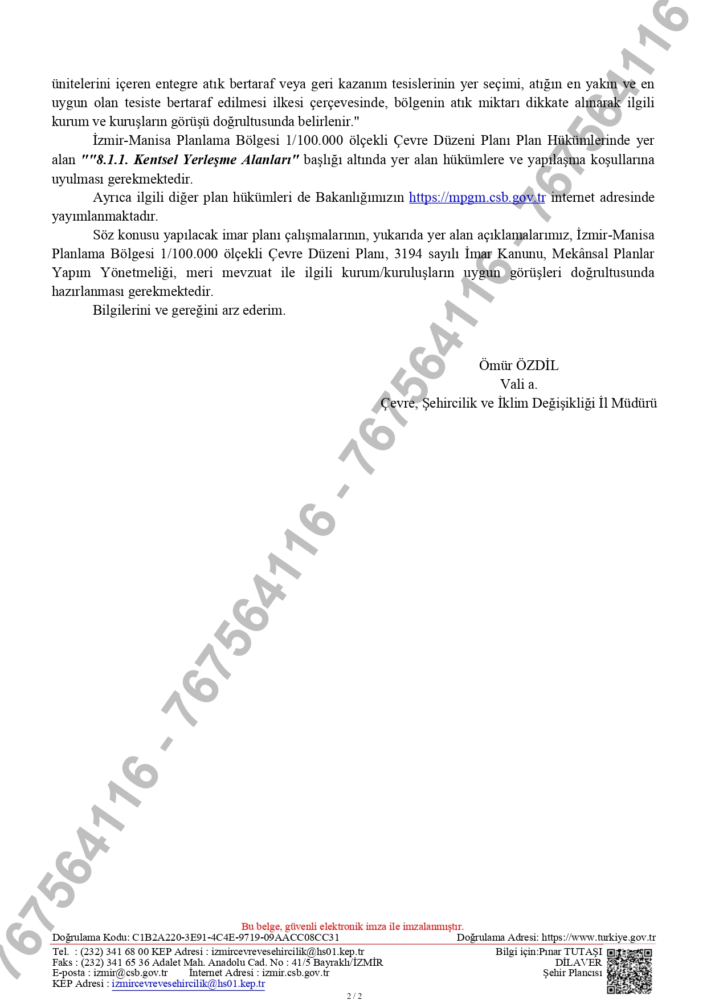 ünitelerini içeren entegre atık bertaraf veya geri kazanım tesislerinin yer seçimi, atığın en yakın ve en
uygun olan tesiste bertaraf edilmesi ilkesi çerçevesinde, bölgenin atık miktarı dikkate alınarak ilgili
kurum ve kuruşların görüşü doğrultusunda belirlenir."
İzmir-Manisa Planlama Bölgesi 1/100.000 ölçekli Çevre Düzeni Planı Plan Hükümlerinde yer
alan ""8.1.1. Kentsel Yerleşme Alanları" başlığı altında yer alan hükümlere ve yapılaşma koşullarına
uyulması gerekmektedir.
Ayrıca ilgili diğer plan hükümleri de Bakanlığımızın https://mpgm.csb.gov.tr internet adresinde
yayımlanmaktadır.
Söz konusu yapılacak imar planı çalışmalarının, yukarıda yer alan açıklamalarımız, İzmir-Manisa
Planlama Bölgesi 1/100.000 ölçekli Çevre Düzeni Planı, 3194 sayılı İmar Kanunu, Mekânsal Planlar
Yapım Yönetmeliği, meri mevzuat ile ilgili kurum/kuruluşların uygun görüşleri doğrultusunda
hazırlanması gerekmektedir.
Bilgilerini ve gereğini arz ederim.
Ömür ÖZDİL
Vali a.
Çevre, Şehircilik ve İklim Değişikliği İl Müdürü
767564116 - 767564116 - 767564116 - 767564116
Bu belge, güvenli elektronik imza ile imzalanmıştır.
Doğrulama Kodu: C1B2A220-3E91-4C4E-9719-09AACC08CC31 Doğrulama Adresi: https://www.turkiye.gov.tr
Tel. : (232) 341 68 00 KEP Adresi : izmircevrevesehircilik@hs01.kep.tr Bilgi için:Pınar TUTAŞI
Faks : (232) 341 65 36 Adalet Mah. Anadolu Cad. No : 41/5 Bayraklı/İZMİR DİLAVER
E-posta : izmir@csb.gov.tr İnternet Adresi : izmir.csb.gov.tr Şehir Plancısı
KEP Adresi : izmircevrevesehircilik@hs01.kep.tr
2 / 2